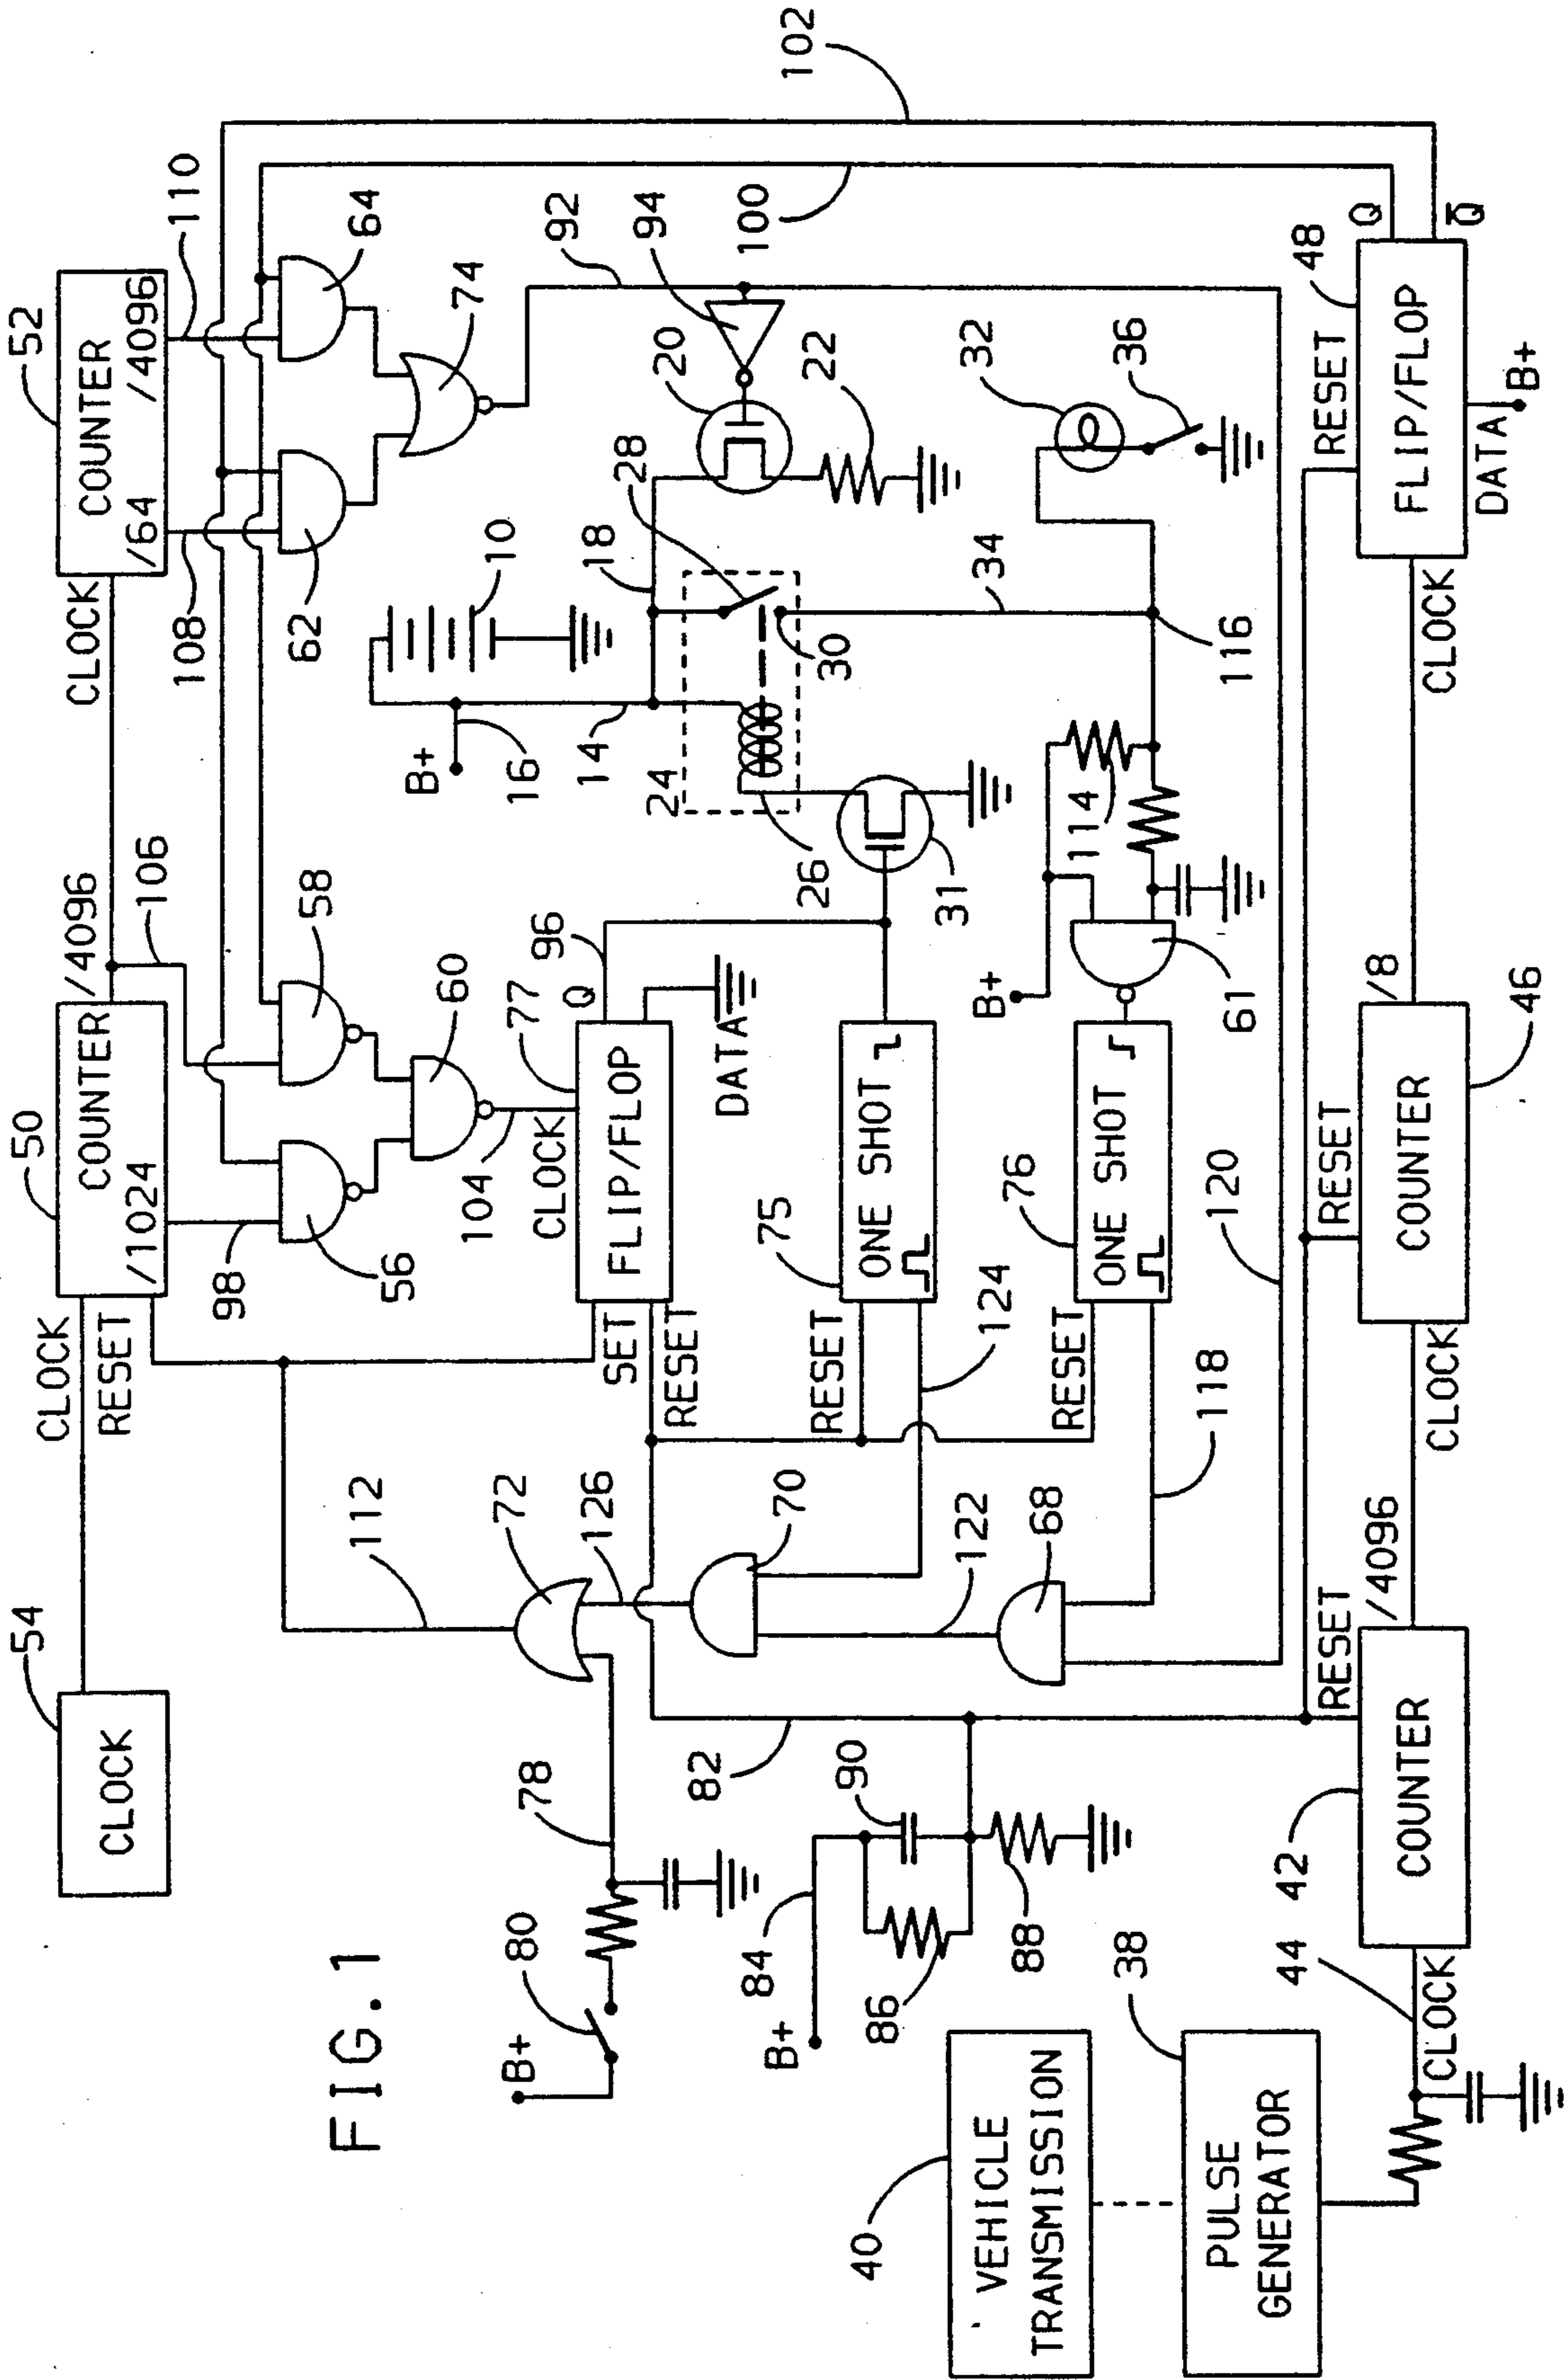 FIG. 1
54
CLOCK
CLOCK
RESET
50
COUNTER
/1024
/4096
106
CLOCK
52
COUNTER
/64
/4096
110
108
98
56
58
60
62
64
74
102
100
92
94
104
CLOCK
77
FLIP/FLOP
SET
RESET
Q
DATA
96
112
72
126
70
122
68
B+
80
78
B+
84
86
88
90
82
RESET
75
ONE SHOT
124
RESET
76
ONE SHOT
118
120
B+
16
14
10
18
24
26
28
30
31
20
22
32
36
34
116
114
B+
61
40
VEHICLE
TRANSMISSION
38
PULSE
GENERATOR
44
CLOCK
42
COUNTER
RESET
/4096
CLOCK
RESET
COUNTER
46
/8
CLOCK
48
FLIP/FLOP
RESET
DATA
B+
Q
Q̅